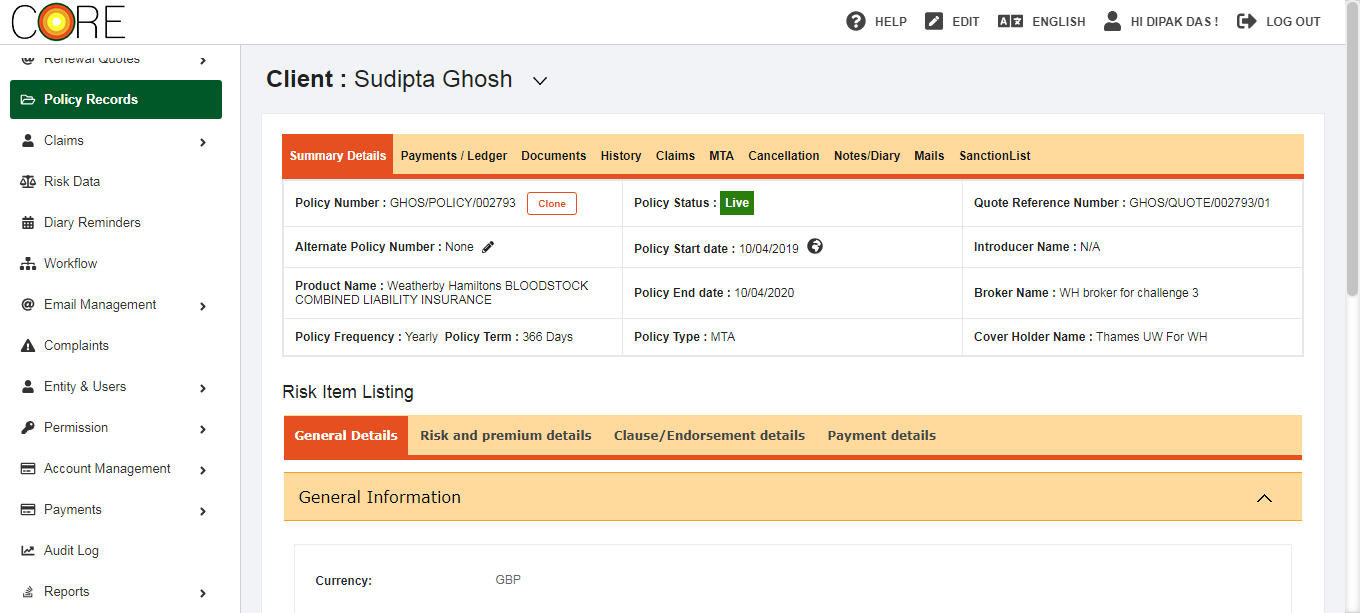 CORE
HELP
EDIT
ENGLISH
HI DIPAK DAS !
LOG OUT
Renewal Quotes
Policy Records
Claims
Risk Data
Diary Reminders
Workflow
Email Management
Complaints
Entity & Users
Permission
Account Management
Payments
Audit Log
Reports
Client : Sudipta Ghosh
Summary Details Payments / Ledger Documents History Claims MTA Cancellation Notes/Diary Mails SanctionList
Policy Number : GHOS/POLICY/002793 Clone
Policy Status : Live
Quote Reference Number : GHOS/QUOTE/002793/01
Alternate Policy Number : None
Policy Start date : 10/04/2019
Introducer Name : N/A
Product Name : Weatherby Hamiltons BLOODSTOCK
COMBINED LIABILITY INSURANCE
Policy End date : 10/04/2020
Broker Name : WH broker for challenge 3
Policy Frequency : Yearly Policy Term : 366 Days
Policy Type : MTA
Cover Holder Name : Thames UW For WH
Risk Item Listing
General Details Risk and premium details Clause/Endorsement details Payment details
General Information
Currency: GBP